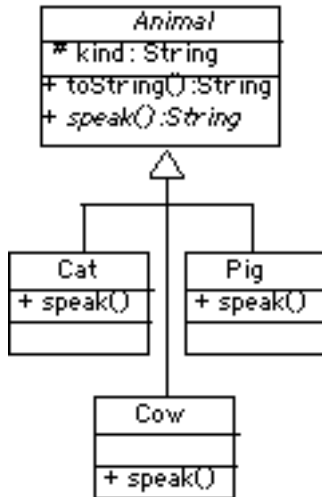 Animal
# kind: String
+ toString():String
+ speak():String
Cat
+ speak()
Pig
+ speak()
Cow
+ speak()